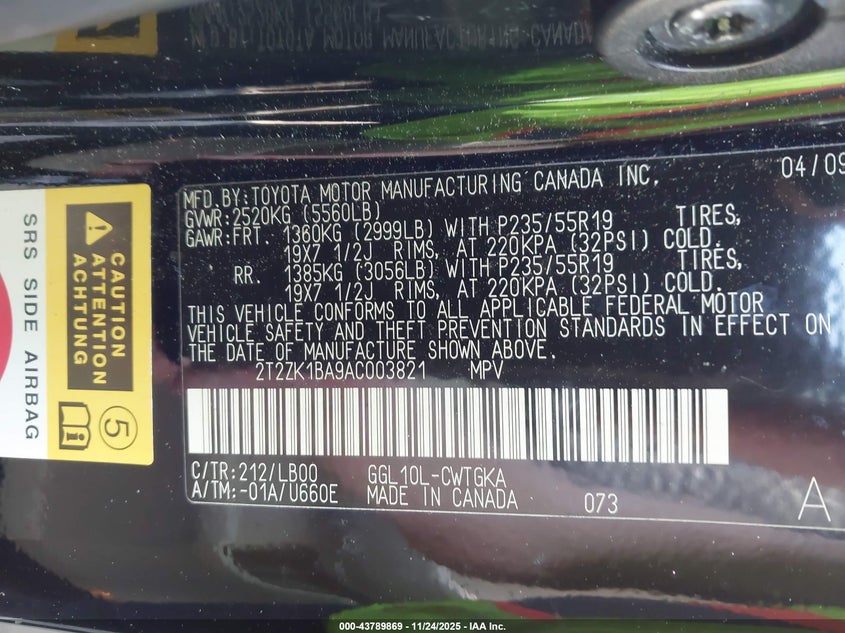 MFD.BY:TOYOTA MOTOR MANUFACTURING CANADA INC. 04/09
GVWR:2520KG (5560LB)
GAWR:FRT. 1360KG (2999LB) WITH P235/55R19 TIRES,
19X7 1/2J RIMS, AT 220KPA (32PSI) COLD.
RR. 1385KG (3056LB) WITH P235/55R19 TIRES,
19X7 1/2J RIMS, AT 220KPA (32PSI) COLD.
THIS VEHICLE CONFORMS TO ALL APPLICABLE FEDERAL MOTOR
VEHICLE SAFETY AND THEFT PREVENTION STANDARDS IN EFFECT ON
THE DATE OF MANUFACTURE SHOWN ABOVE.
2T2ZK1BA9AC003821 MPV
C/TR:212/LB00 GGL10L-CWTGKA
A/TM:-01A/U660E MADE IN CANADA 073 A
CAUTION
ATTENTION
ACHTUNG
5
SRS SIDE AIRBAG
000-43789869 - 11/24/2025 - IAA Inc.